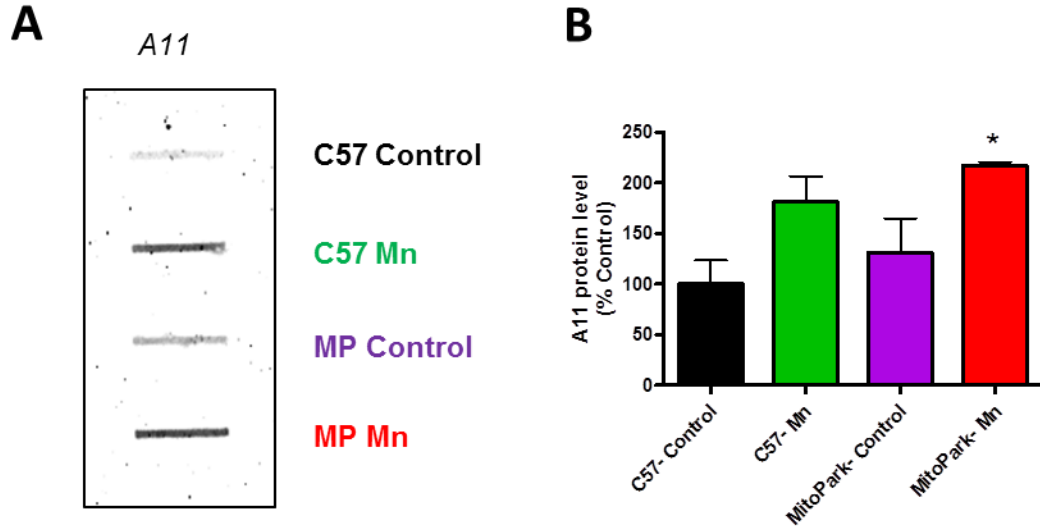 A
A11
C57 Control
C57 Mn
MP Control
MP Mn
B
*
A11 protein level
(% Control)
250
200
150
100
50
0
C57- Control
C57- Mn
MitoPark- Control
MitoPark- Mn